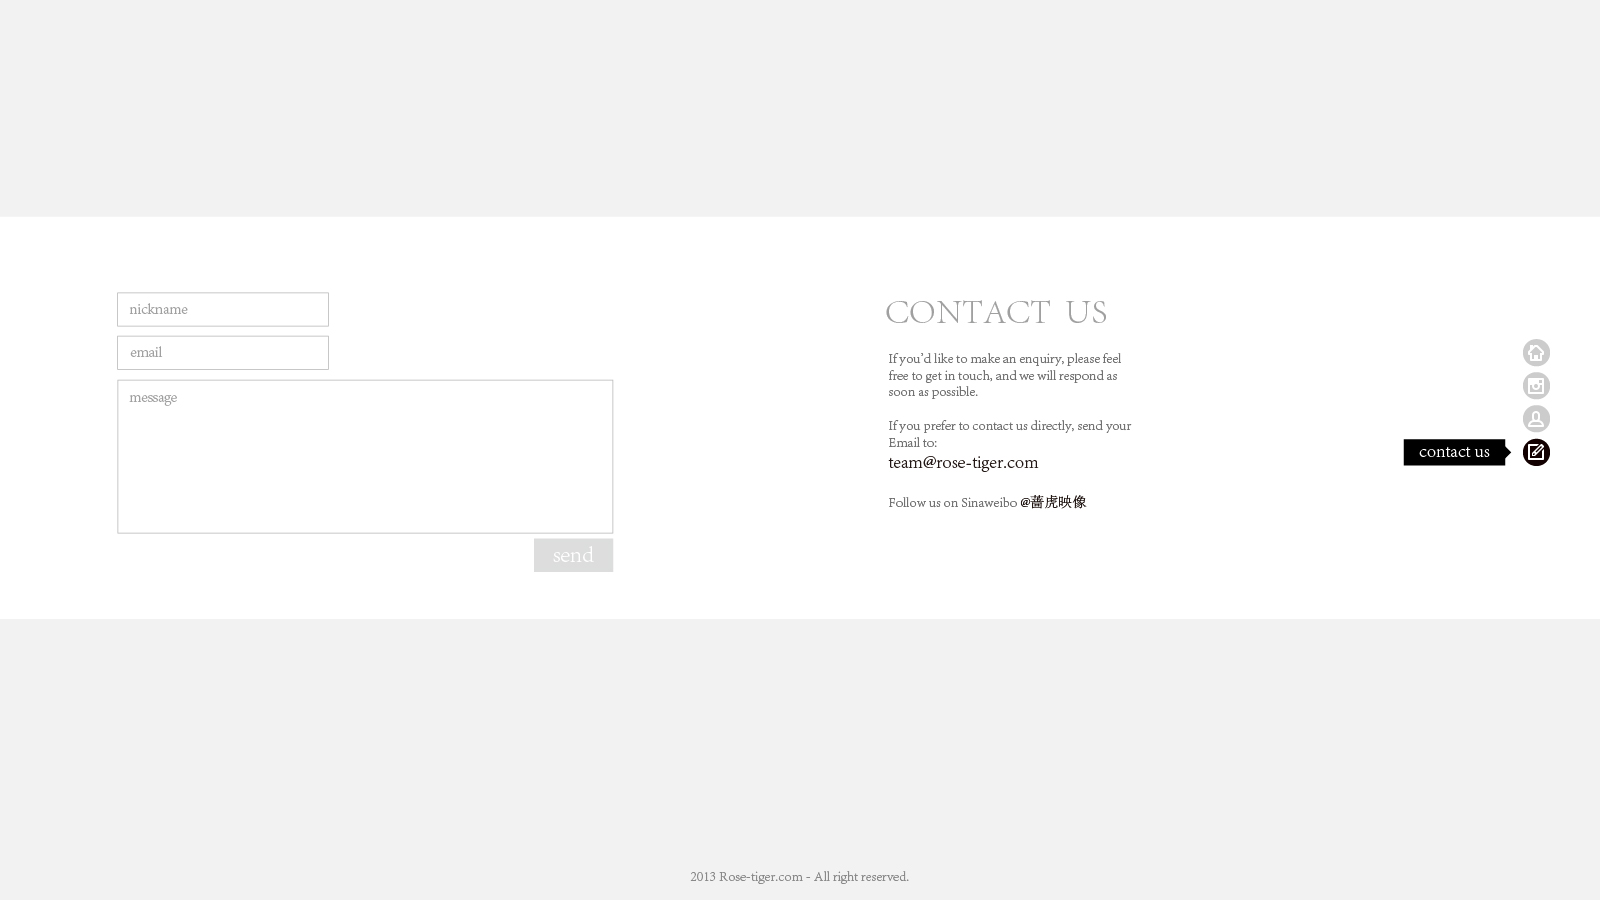 nickname
email
message
send
CONTACT US
If you’d like to make an enquiry, please feel
free to get in touch, and we will respond as
soon as possible.
If you prefer to contact us directly, send your
Email to:
team@rose-tiger.com
Follow us on Sinaweibo @蔷虎映像
contact us
2013 Rose-tiger.com - All right reserved.